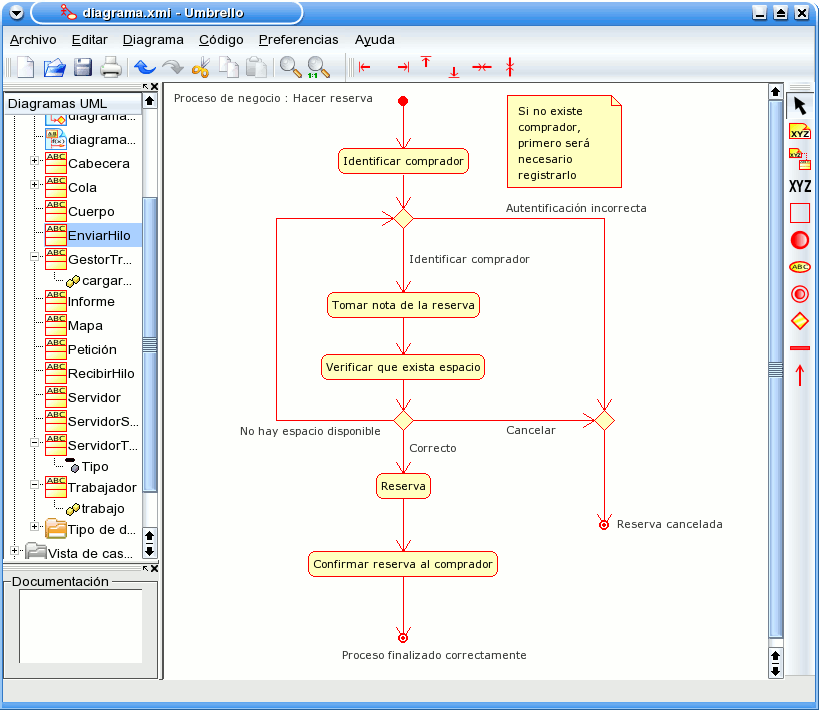 diagrama.xmi - Umbrello
Archivo Editar Diagrama Código Preferencias Ayuda
1:1
Diagramas UML
diagrama...
diagrama...
Cabecera
Cola
Cuerpo
EnviarHilo
GestorTr...
cargar...
Informe
Mapa
Petición
RecibirHilo
Servidor
ServidorS...
ServidorT...
Tipo
Trabajador
trabajo
Tipo de d...
Vista de cas...
Documentación
Proceso de negocio : Hacer reserva
Si no existe
comprador,
primero será
necesario
registrarlo
Identificar comprador
Autentificación incorrecta
Identificar comprador
Tomar nota de la reserva
Verificar que exista espacio
No hay espacio disponible
Cancelar
Correcto
Reserva
Reserva cancelada
Confirmar reserva al comprador
Proceso finalizado correctamente
XYZ
XYZ
ABC